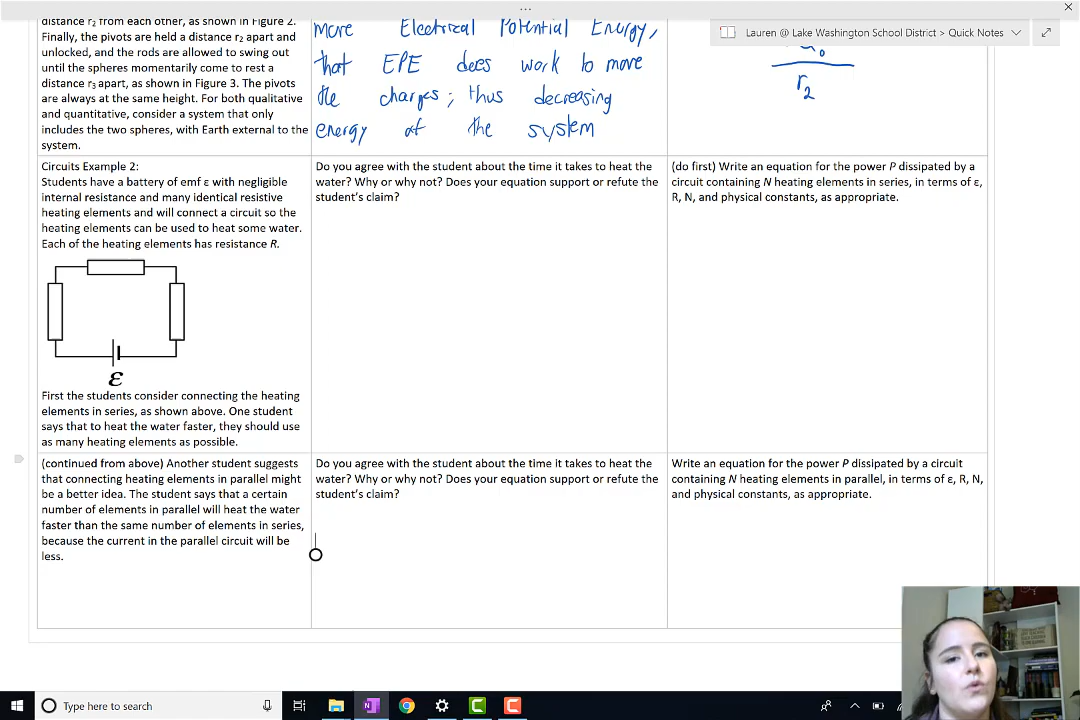 ...
Lauren @ Lake Washington School District > Quick Notes
distance r₂ from each other, as shown in Figure 2.
Finally, the pivots are held a distance r₂ apart and
unlocked, and the rods are allowed to swing out
until the spheres momentarily come to rest a
distance r₃ apart, as shown in Figure 3. The pivots
are always at the same height. For both qualitative
and quantitative, consider a system that only
includes the two spheres, with Earth external to the
system.
more Electrical Potential Energy,
that EPE does work to move
the charges; thus decreasing
energy of the system
r₂
Circuits Example 2:
Students have a battery of emf ε with negligible
internal resistance and many identical resistive
heating elements and will connect a circuit so the
heating elements can be used to heat some water.
Each of the heating elements has resistance R.
ε
First the students consider connecting the heating
elements in series, as shown above. One student
says that to heat the water faster, they should use
as many heating elements as possible.
Do you agree with the student about the time it takes to heat the
water? Why or why not? Does your equation support or refute the
student's claim?
(do first) Write an equation for the power P dissipated by a
circuit containing N heating elements in series, in terms of ε,
R, N, and physical constants, as appropriate.
(continued from above) Another student suggests
that connecting heating elements in parallel might
be a better idea. The student says that a certain
number of elements in parallel will heat the water
faster than the same number of elements in series,
because the current in the parallel circuit will be
less.
Do you agree with the student about the time it takes to heat the
water? Why or why not? Does your equation support or refute the
student's claim?
Write an equation for the power P dissipated by a circuit
containing N heating elements in parallel, in terms of ε, R, N,
and physical constants, as appropriate.
Type here to search